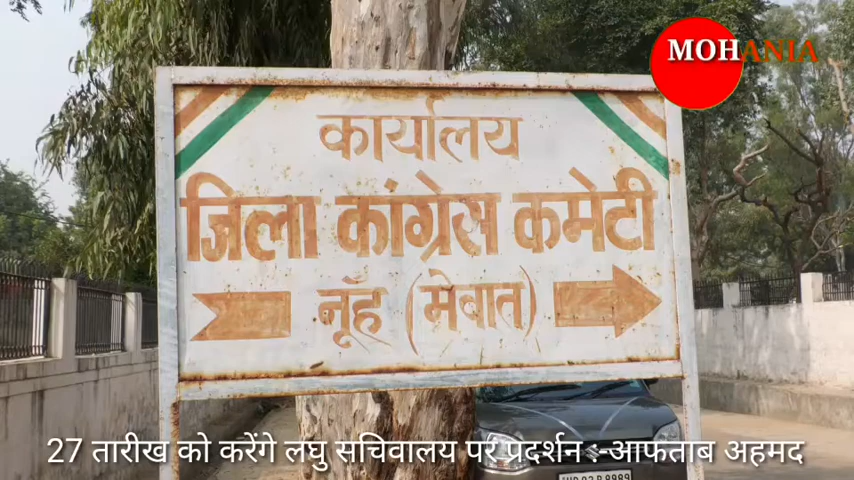 MOHANIA
कार्यालय
जिला कांग्रेस कमेटी
नूंह (मेवात)
27 तारीख को करेंगे लघु सचिवालय पर प्रदर्शन :-आफताब अहमद